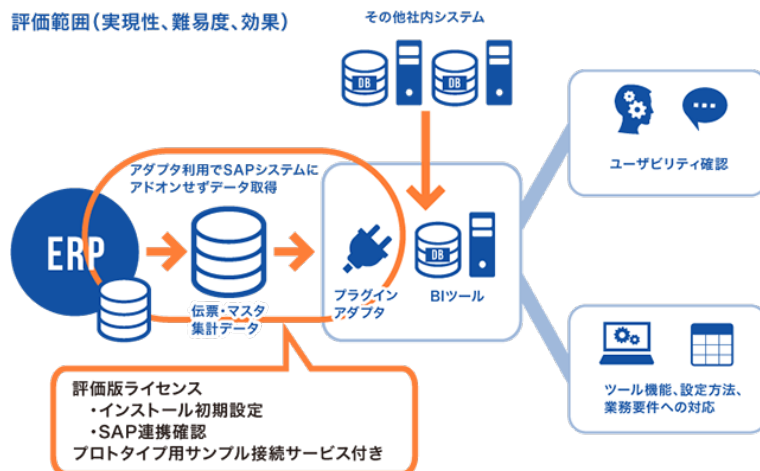 評価範囲(実現性、難易度、効果)
その他社内システム
DB
DB
アダプタ利用でSAPシステムに
アドオンせずデータ取得
ERP
伝票・マスタ
集計データ
プラグイン
アダプタ
DB
BIツール
ユーザビリティ確認
ツール機能、設定方法、
業務要件への対応
評価版ライセンス
・インストール初期設定
・SAP連携確認
プロトタイプ用サンプル接続サービス付き